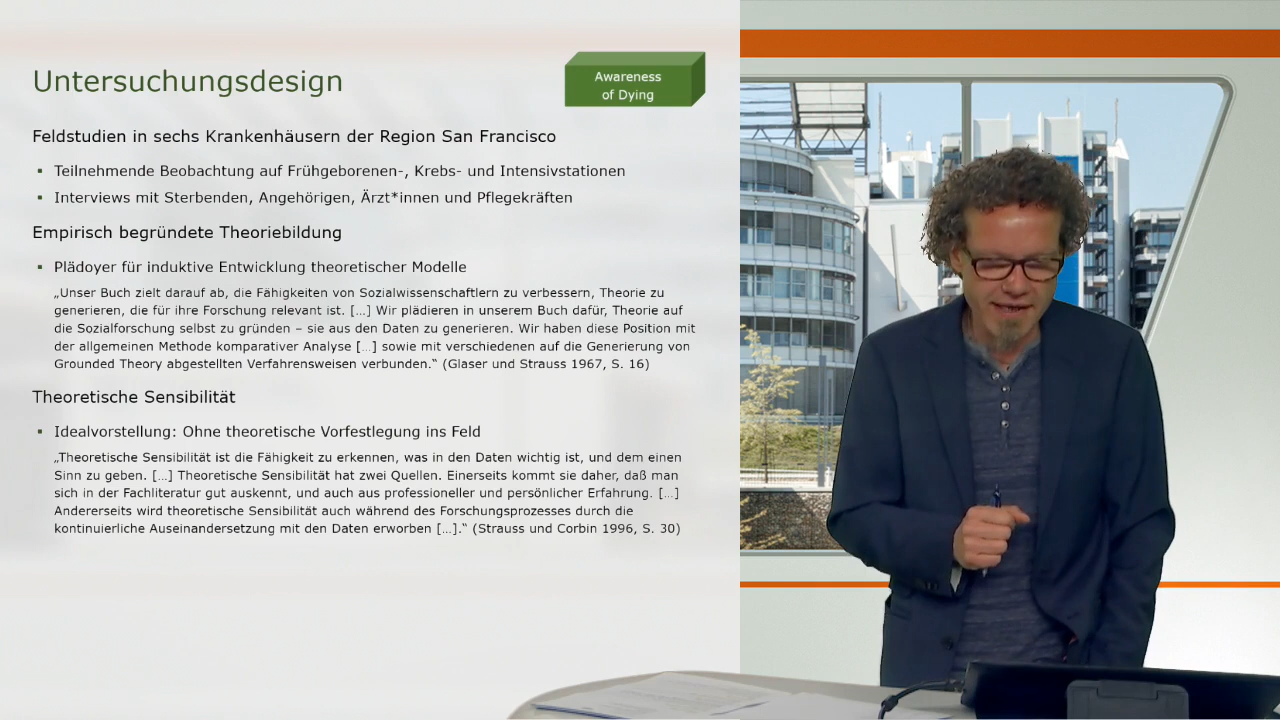 Untersuchungsdesign
Awareness
of Dying
Feldstudien in sechs Krankenhäusern der Region San Francisco
▪ Teilnehmende Beobachtung auf Frühgeborenen-, Krebs- und Intensivstationen
▪ Interviews mit Sterbenden, Angehörigen, Ärzt*innen und Pflegekräften
Empirisch begründete Theoriebildung
▪ Plädoyer für induktive Entwicklung theoretischer Modelle
„Unser Buch zielt darauf ab, die Fähigkeiten von Sozialwissenschaftlern zu verbessern, Theorie zu
generieren, die für ihre Forschung relevant ist. […] Wir plädieren in unserem Buch dafür, Theorie auf
die Sozialforschung selbst zu gründen – sie aus den Daten zu generieren. Wir haben diese Position mit
der allgemeinen Methode komparativer Analyse […] sowie mit verschiedenen auf die Generierung von
Grounded Theory abgestellten Verfahrensweisen verbunden.“ (Glaser und Strauss 1967, S. 16)
Theoretische Sensibilität
▪ Idealvorstellung: Ohne theoretische Vorfestlegung ins Feld
„Theoretische Sensibilität ist die Fähigkeit zu erkennen, was in den Daten wichtig ist, und dem einen
Sinn zu geben. […] Theoretische Sensibilität hat zwei Quellen. Einerseits kommt sie daher, daß man
sich in der Fachliteratur gut auskennt, und auch aus professioneller und persönlicher Erfahrung. […]
Andererseits wird theoretische Sensibilität auch während des Forschungsprozesses durch die
kontinuierliche Auseinandersetzung mit den Daten erworben […].“ (Strauss und Corbin 1996, S. 30)